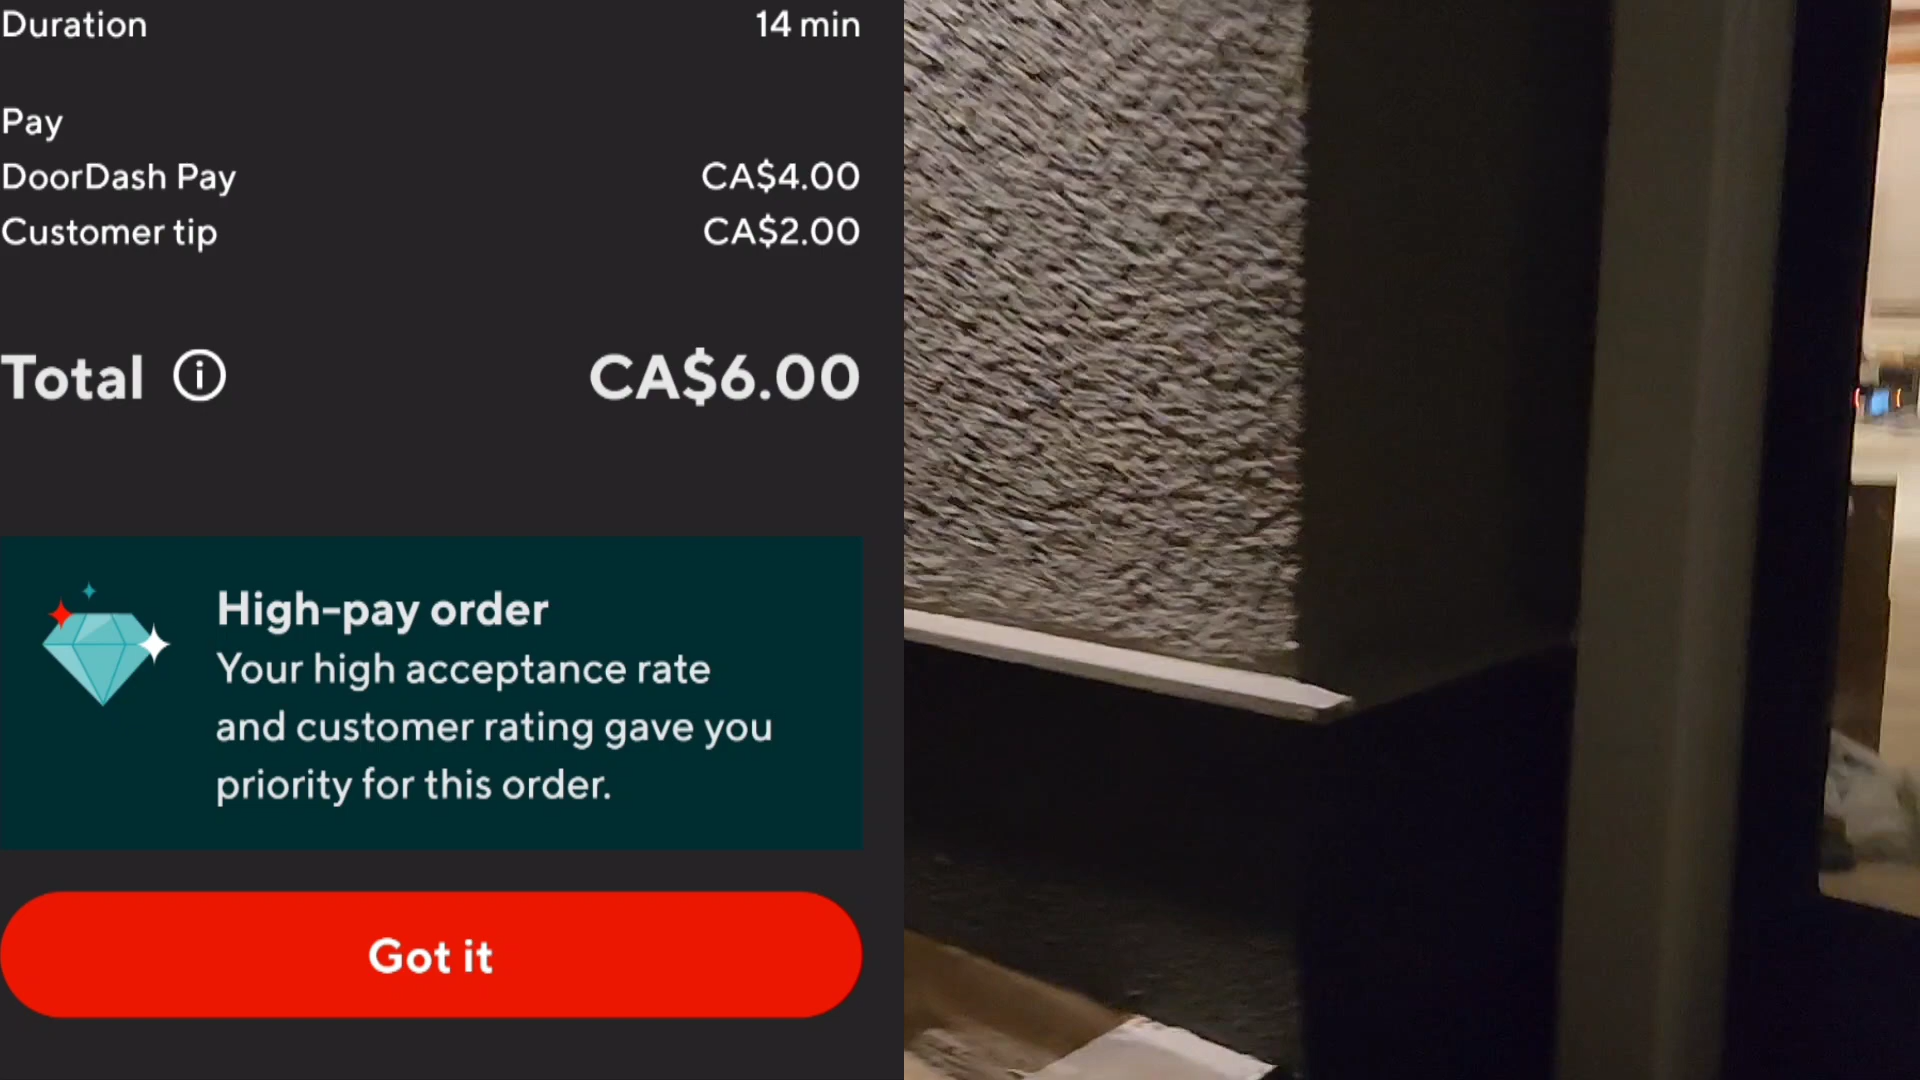 Duration 14 min
Pay
DoorDash Pay CA$4.00
Customer tip CA$2.00
Total CA$6.00
High-pay order
Your high acceptance rate
and customer rating gave you
priority for this order.
Got it